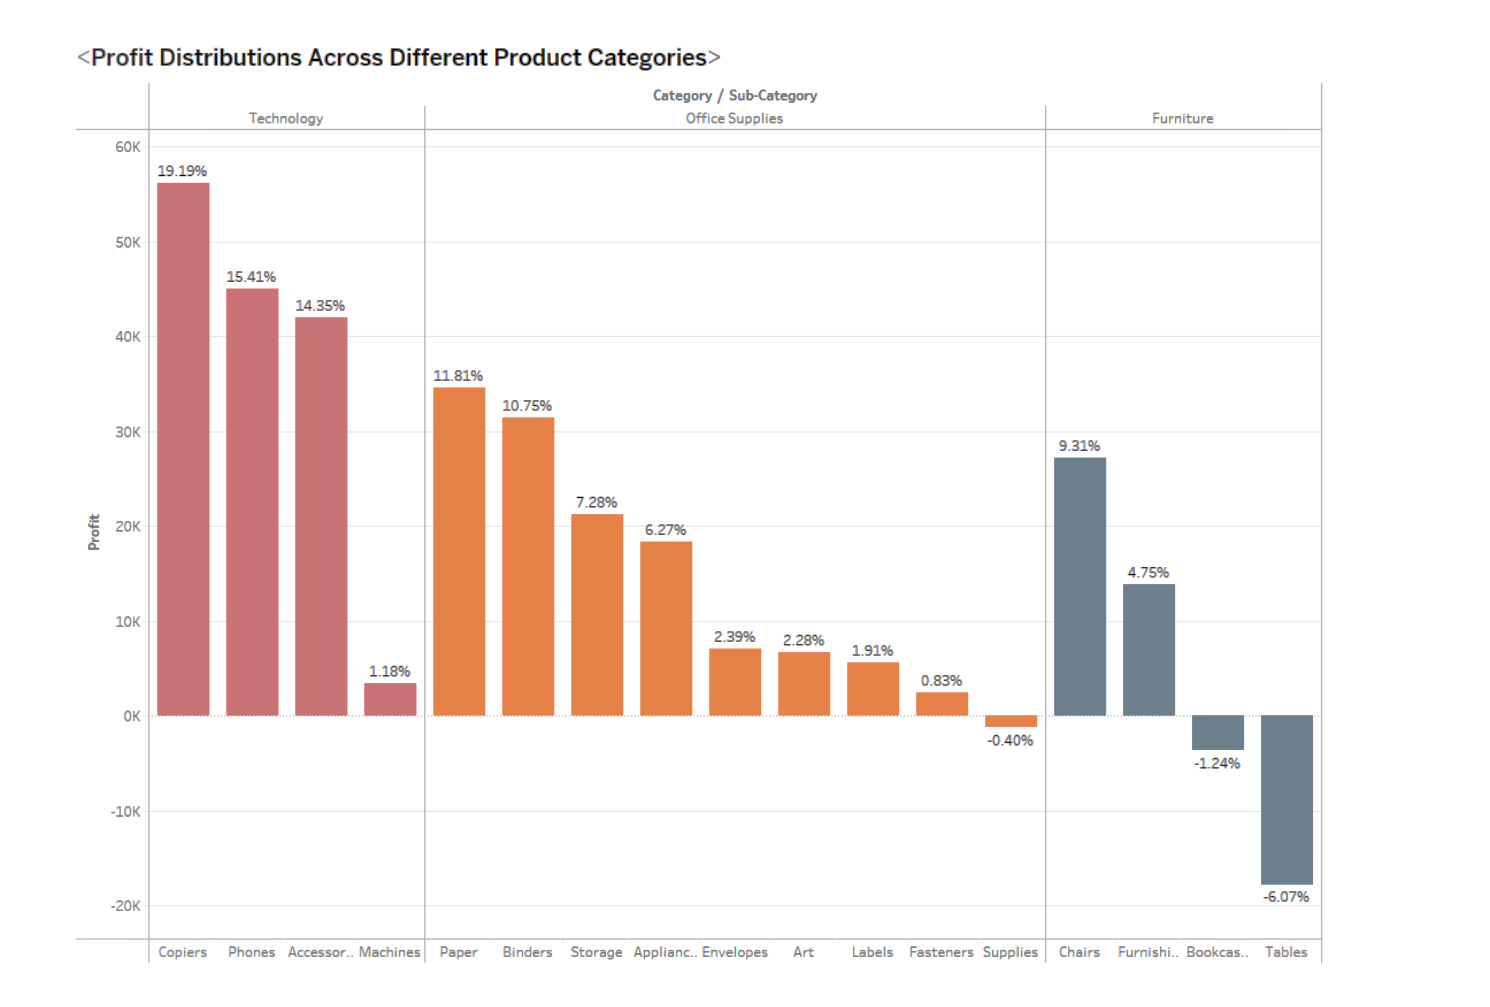 <Profit Distributions Across Different Product Categories>
Category / Sub-Category
Technology Office Supplies Furniture
60K
50K
40K
30K
20K
10K
0K
-10K
-20K
Profit
19.19%
15.41%
14.35%
1.18%
11.81%
10.75%
7.28%
6.27%
2.39%
2.28%
1.91%
0.83%
-0.40%
9.31%
4.75%
-1.24%
-6.07%
Copiers Phones Accessor.. Machines Paper Binders Storage Applianc.. Envelopes Art Labels Fasteners Supplies Chairs Furnishi.. Bookcas.. Tables